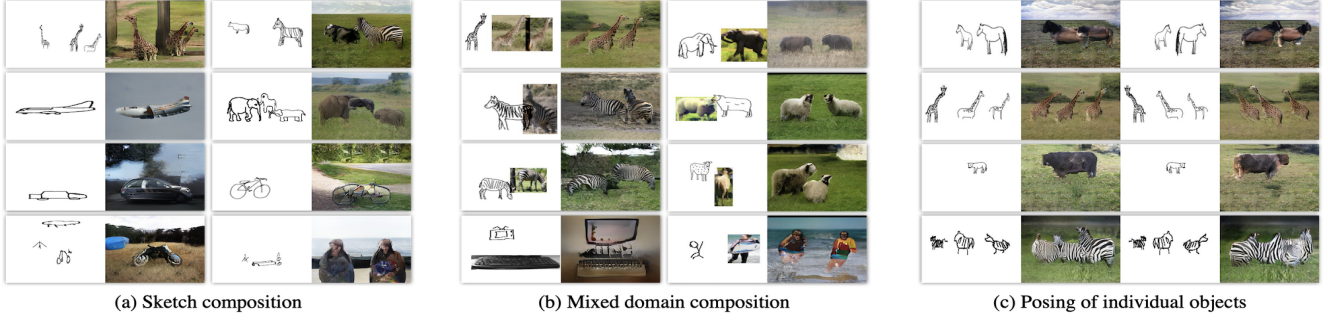 (a) Sketch composition
(b) Mixed domain composition
(c) Posing of individual objects